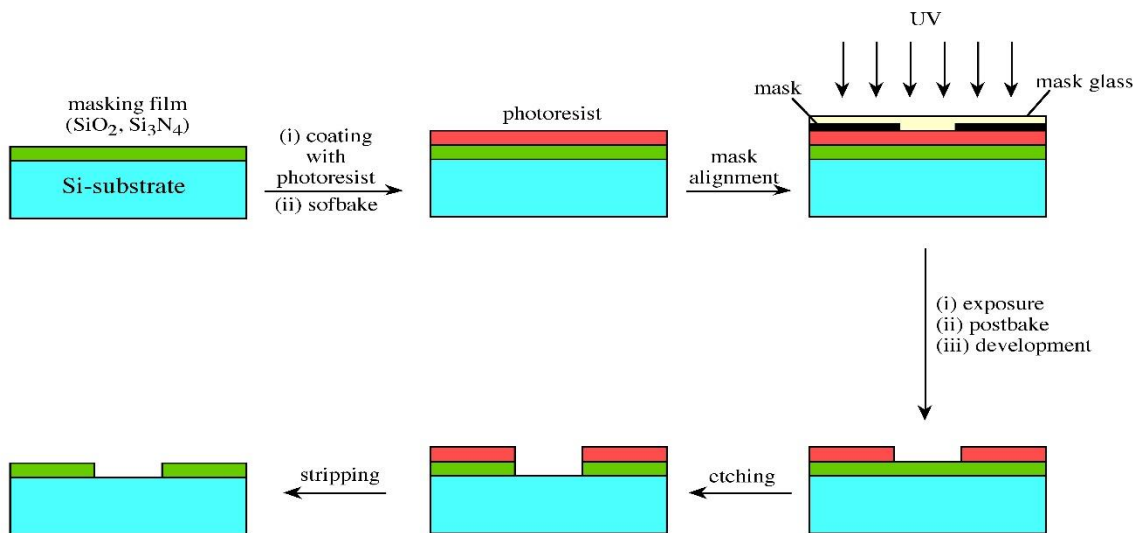 masking film
(SiO2, Si3N4)
Si-substrate
(i) coating
with
photoresist
(ii) sofbake
photoresist
mask
alignment
UV
mask
mask glass
(i) exposure
(ii) postbake
(iii) development
etching
stripping